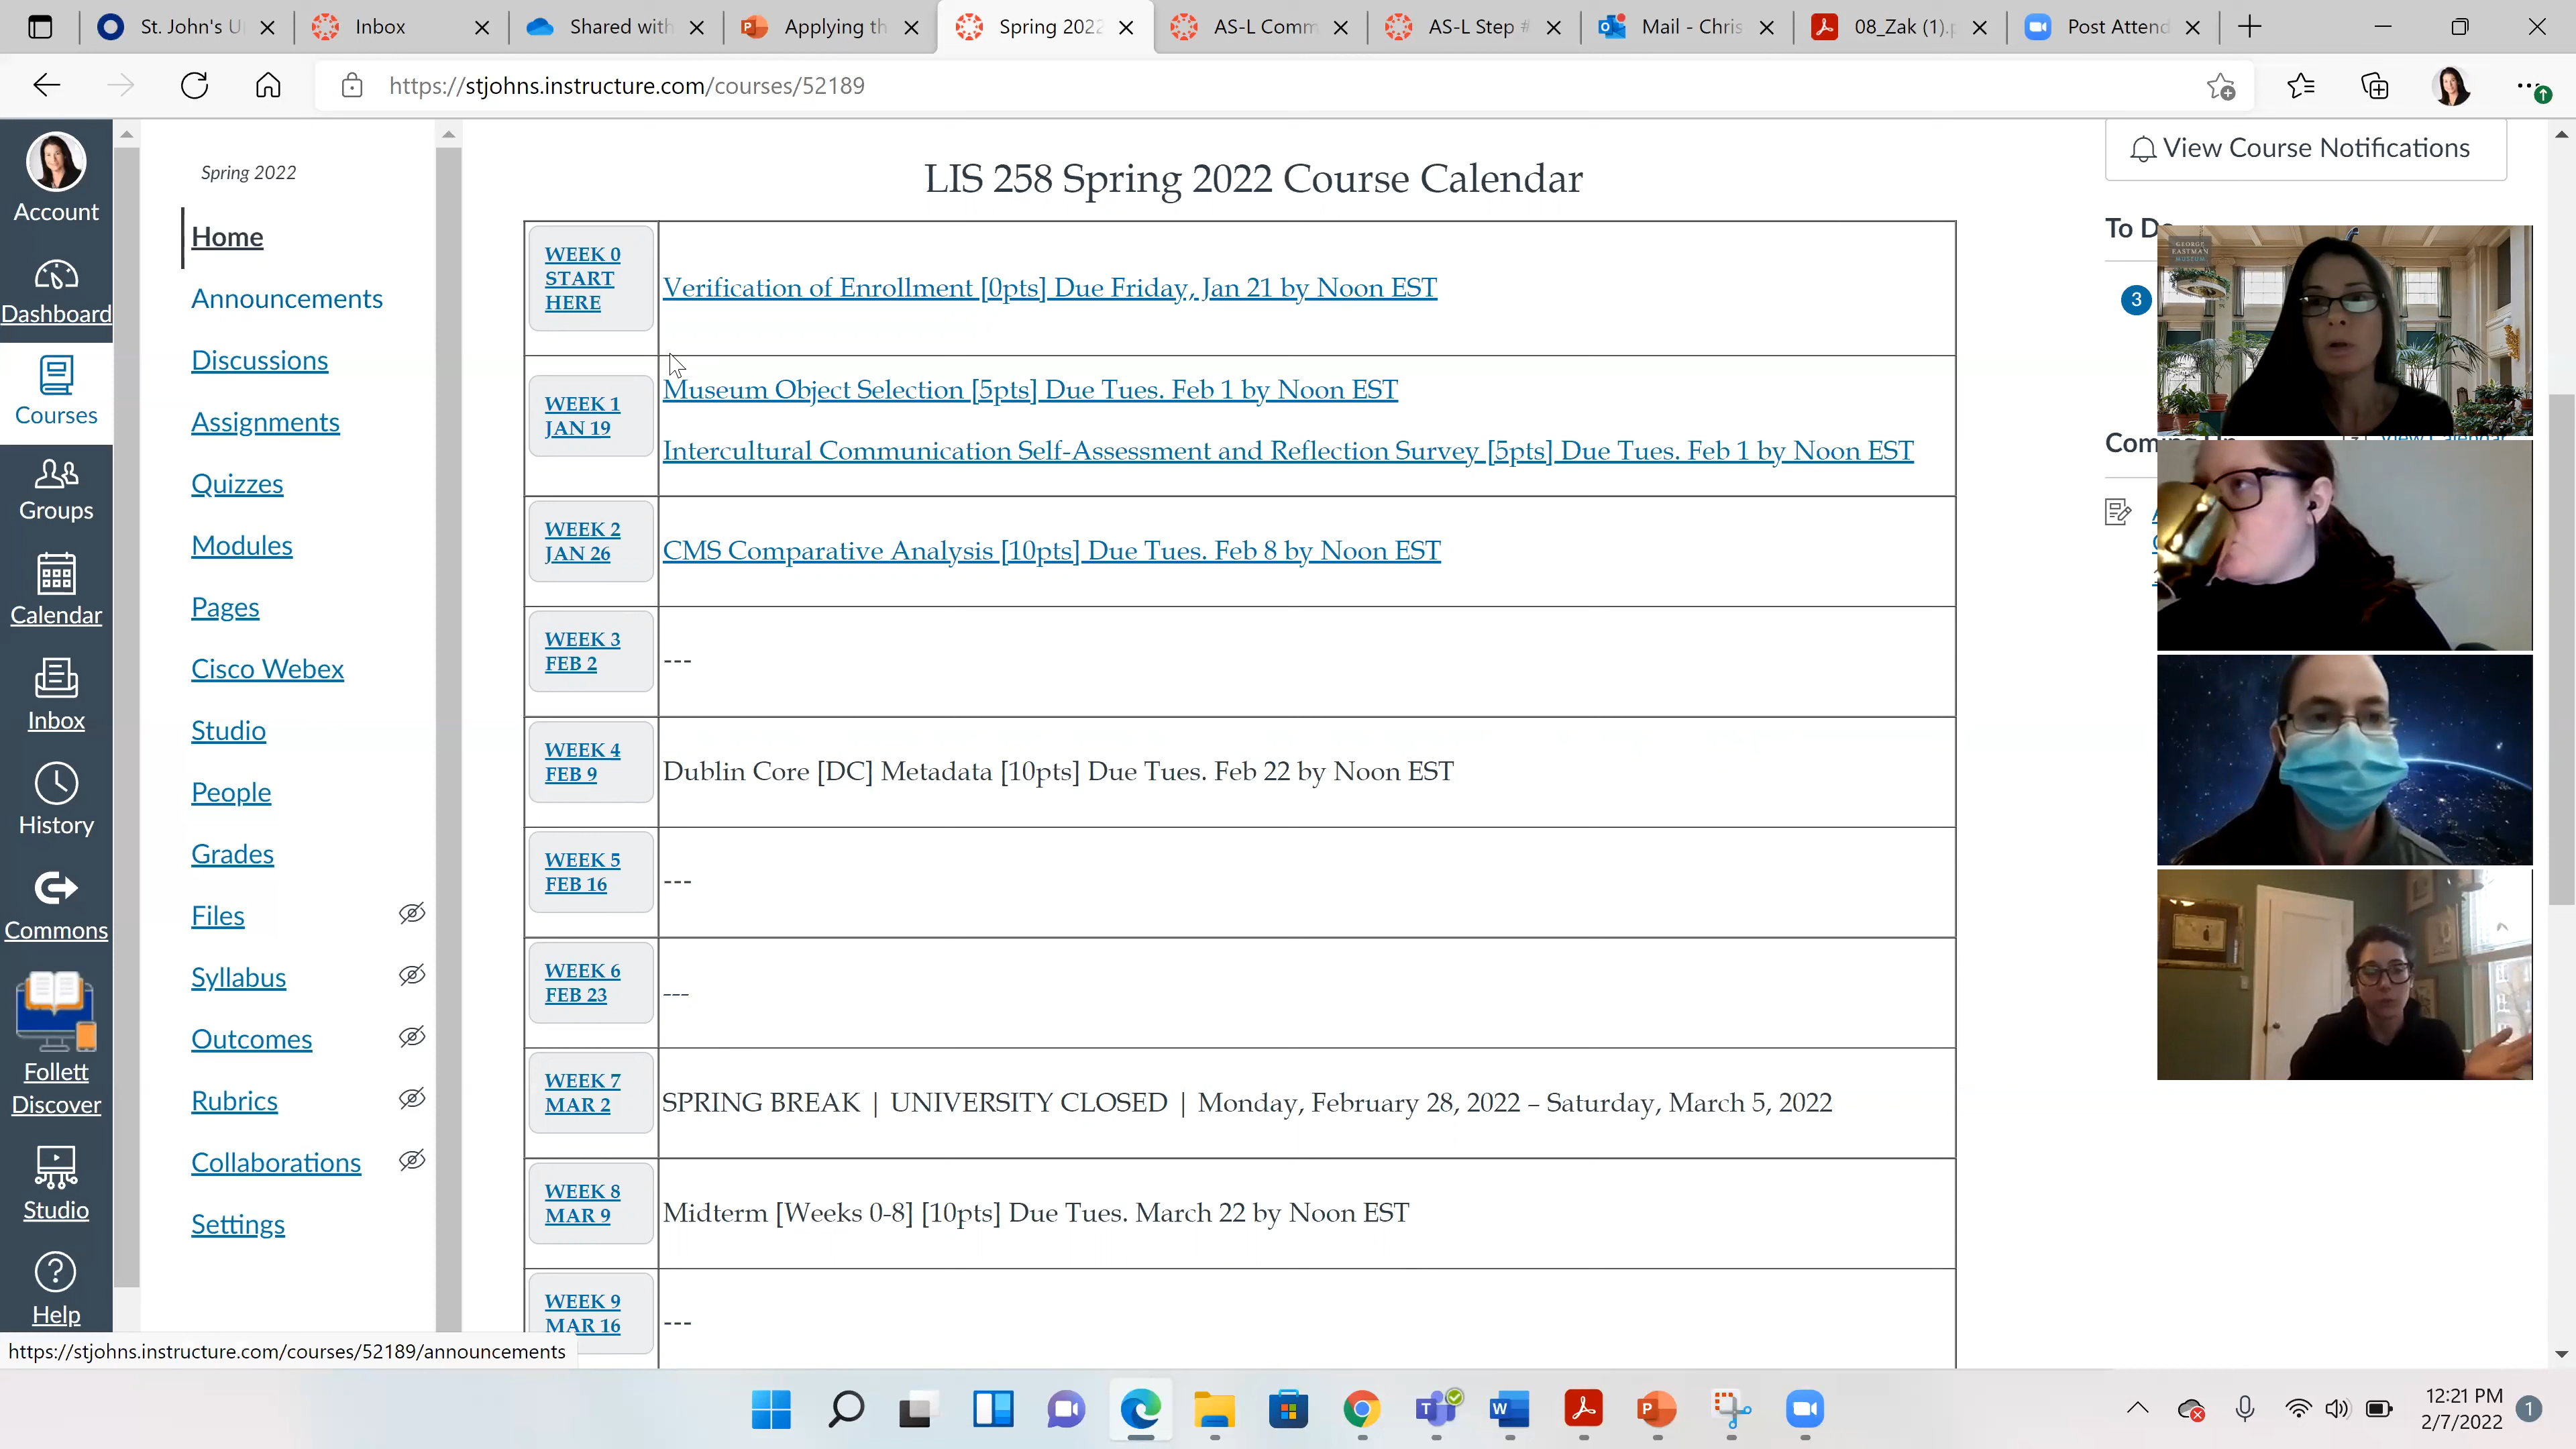 St. John's U
Inbox
Shared with
Applying th
Spring 2022
AS-L Comm
AS-L Step #
Mail - Chris
08_Zak (1).p
Post Attend
https://stjohns.instructure.com/courses/52189
Account
Dashboard
Courses
Groups
Calendar
Inbox
History
Commons
Follett
Discover
Studio
Help
Spring 2022
Home
Announcements
Discussions
Assignments
Quizzes
Modules
Pages
Cisco Webex
Studio
People
Grades
Files
Syllabus
Outcomes
Rubrics
Collaborations
Settings
LIS 258 Spring 2022 Course Calendar
WEEK 0
START
HERE
Verification of Enrollment [0pts] Due Friday, Jan 21 by Noon EST
WEEK 1
JAN 19
Museum Object Selection [5pts] Due Tues. Feb 1 by Noon EST
Intercultural Communication Self-Assessment and Reflection Survey [5pts] Due Tues. Feb 1 by Noon EST
WEEK 2
JAN 26
CMS Comparative Analysis [10pts] Due Tues. Feb 8 by Noon EST
WEEK 3
FEB 2
---
WEEK 4
FEB 9
Dublin Core [DC] Metadata [10pts] Due Tues. Feb 22 by Noon EST
WEEK 5
FEB 16
---
WEEK 6
FEB 23
---
WEEK 7
MAR 2
SPRING BREAK | UNIVERSITY CLOSED | Monday, February 28, 2022 – Saturday, March 5, 2022
WEEK 8
MAR 9
Midterm [Weeks 0-8] [10pts] Due Tues. March 22 by Noon EST
WEEK 9
MAR 16
---
View Course Notifications
To Do
3
GEORGE
EASTMAN
MUSEUM
Coming Up
View Calendar
https://stjohns.instructure.com/courses/52189/announcements
12:21 PM
2/7/2022
1